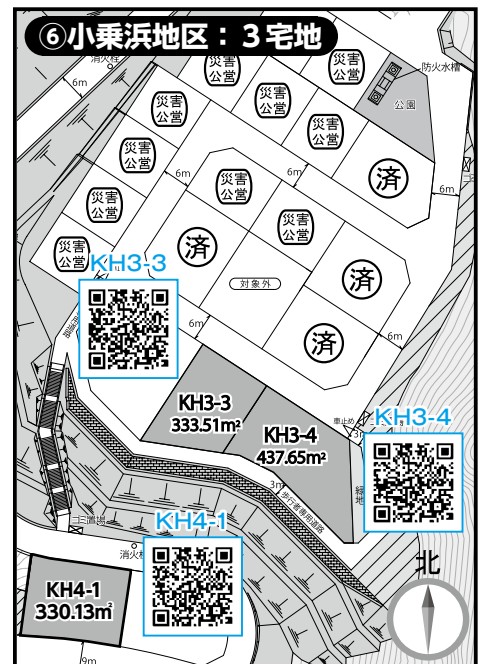 ⑥小乗浜地区：３宅地
消火栓
6m
災害
公営
災害
公営
防火水槽
公園
災害
公営
災害
公営
災害
公営
災害
公営
6m
災害
公営
6m
済
6m
災害
公営
災害
公営
災害
公営
済
対象外
済
KH3-3
6m
済
6m
KH3-3
333.51㎡
KH3-4
437.65㎡
車止め
3m
KH3-4
3m
歩行者専用道路
緑地
ゴミ置場
KH4-1
消火栓
KH4-1
330.13㎡
9m
北